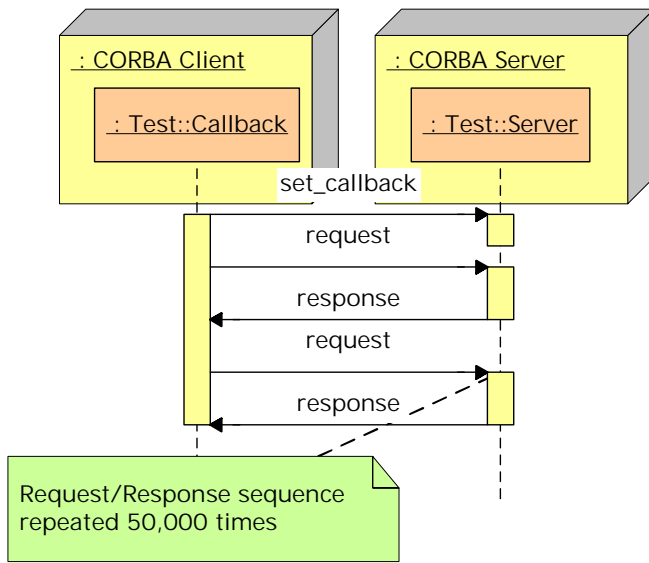 : CORBA Client
: CORBA Server
: Test::Callback
: Test::Server
set_callback
request
response
request
response
Request/Response sequence
repeated 50,000 times